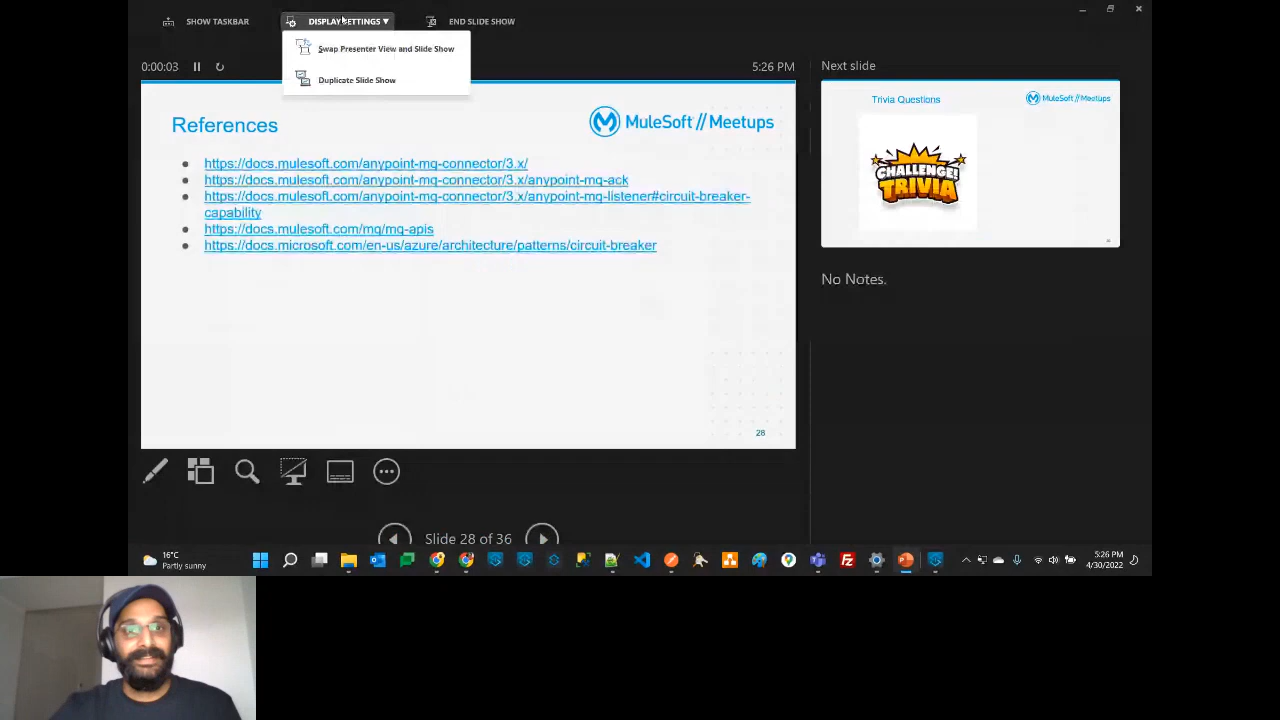 SHOW TASKBAR
DISPLAY SETTINGS ▼
END SLIDE SHOW
Swap Presenter View and Slide Show
Duplicate Slide Show
0:00:03
5:26 PM
References
MuleSoft // Meetups
https://docs.mulesoft.com/anypoint-mq-connector/3.x/
https://docs.mulesoft.com/anypoint-mq-connector/3.x/anypoint-mq-ack
https://docs.mulesoft.com/anypoint-mq-connector/3.x/anypoint-mq-listener#circuit-breaker-
capability
https://docs.mulesoft.com/mq/mq-apis
https://docs.microsoft.com/en-us/azure/architecture/patterns/circuit-breaker
28
Next slide
Trivia Questions
MuleSoft // Meetups
CHALLENGE!
TRIVIA
No Notes.
Slide 28 of 36
16°C
Partly sunny
5:26 PM
4/30/2022